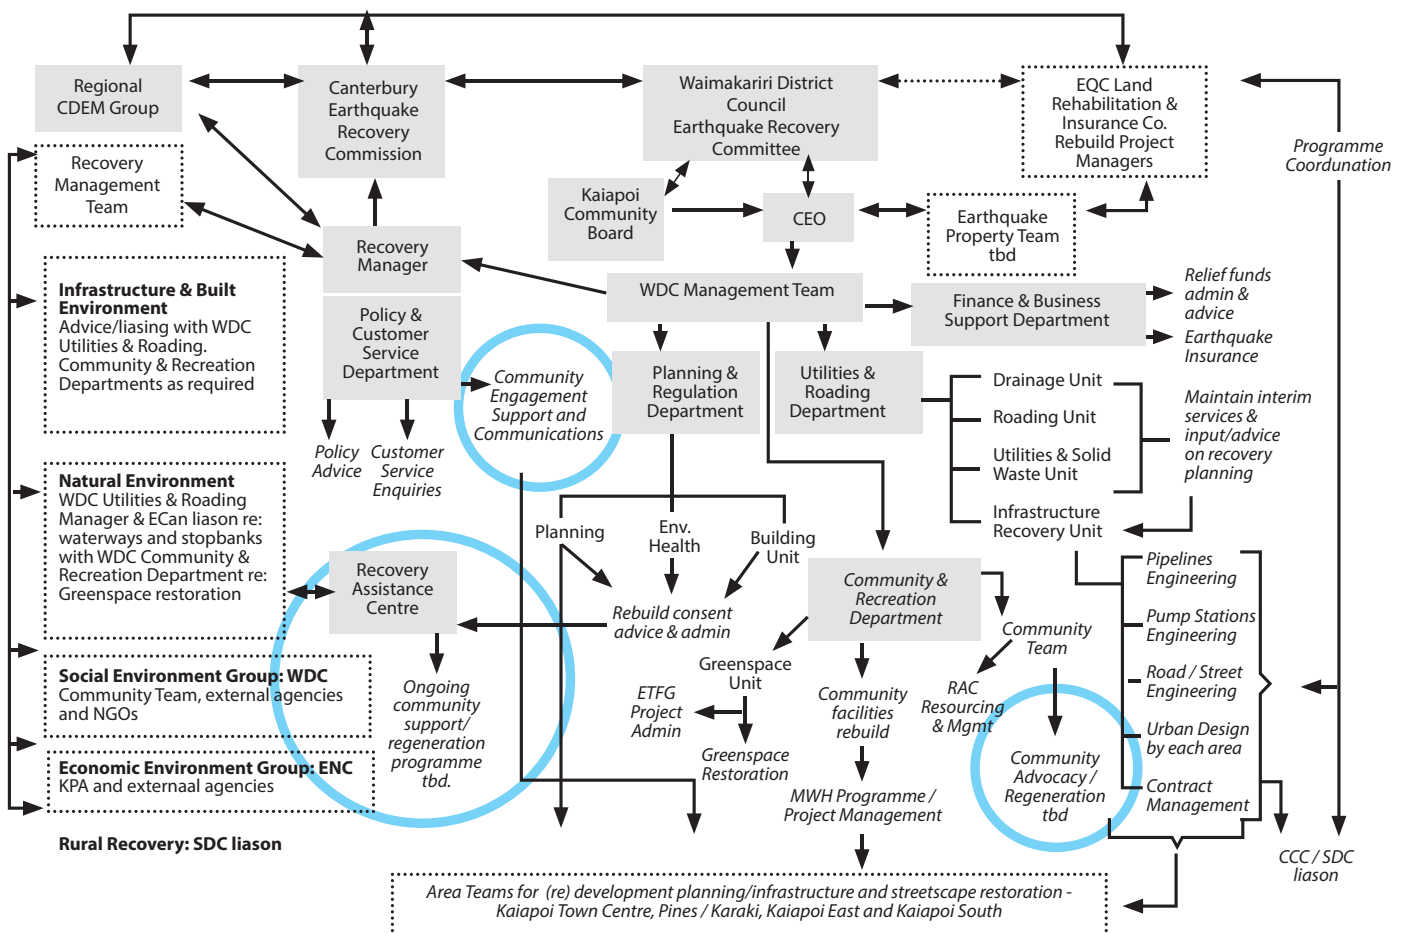 Regional
CDEM Group
Canterbury
Earthquake
Recovery
Commission
Waimakariri District
Council
Earthquake Recovery
Committee
EQC Land
Rehabilitation &
Insurance Co.
Rebuild Project
Managers
Programme
Coordunation
Recovery
Management
Team
Kaiapoi
Community
Board
CEO
Earthquake
Property Team
tbd
Recovery
Manager
WDC Management Team
Finance & Business
Support Department
Relief funds
admin &
advice
Earthquake
Insurance
Infrastructure & Built
Environment
Advice/liasing with WDC
Utilities & Roading.
Community & Recreation
Departments as required
Policy &
Customer
Service
Department
Community
Engagement
Support and
Communications
Planning &
Regulation
Department
Utilities &
Roading
Department
Drainage Unit
Roading Unit
Utilities & Solid
Waste Unit
Infrastructure
Recovery Unit
Maintain interim
services &
input/advice
on recovery
planning
Policy
Advice
Customer
Service
Enquiries
Natural Environment
WDC Utilities & Roading
Manager & ECan liason re:
waterways and stopbanks
with WDC Community &
Recreation Department re:
Greenspace restoration
Planning
Env.
Health
Building
Unit
Recovery
Assistance
Centre
Rebuild consent
advice & admin
Community &
Recreation
Department
Pipelines
Engineering
Pump Stations
Engineering
Road / Street
Engineering
Urban Design
by each area
Contract
Management
Community
Team
Greenspace
Unit
ETFG
Project
Admin
Greenspace
Restoration
Community
facilities
rebuild
RAC
Resourcing
& Mgmt
Social Environment Group: WDC
Community Team, external agencies
and NGOs
Ongoing
community
support/
regeneration
programme
tbd.
Community
Advocacy /
Regeneration
tbd
Economic Environment Group: ENC
KPA and externaal agencies
MWH Programme /
Project Management
Rural Recovery: SDC liason
CCC / SDC
liason
Area Teams for (re) development planning/infrastructure and streetscape restoration -
Kaiapoi Town Centre, Pines / Karaki, Kaiapoi East and Kaiapoi South